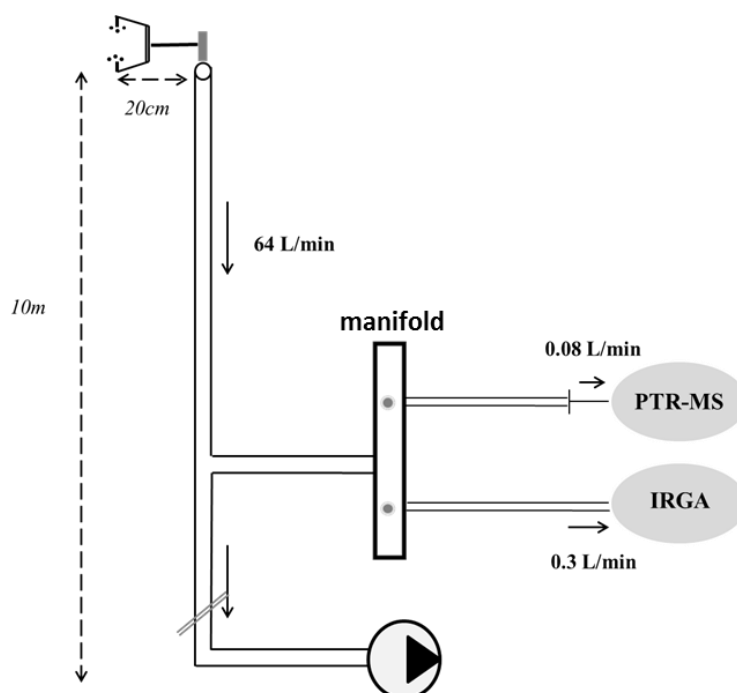 20cm
64 L/min
10m
manifold
0.08 L/min
PTR-MS
IRGA
0.3 L/min